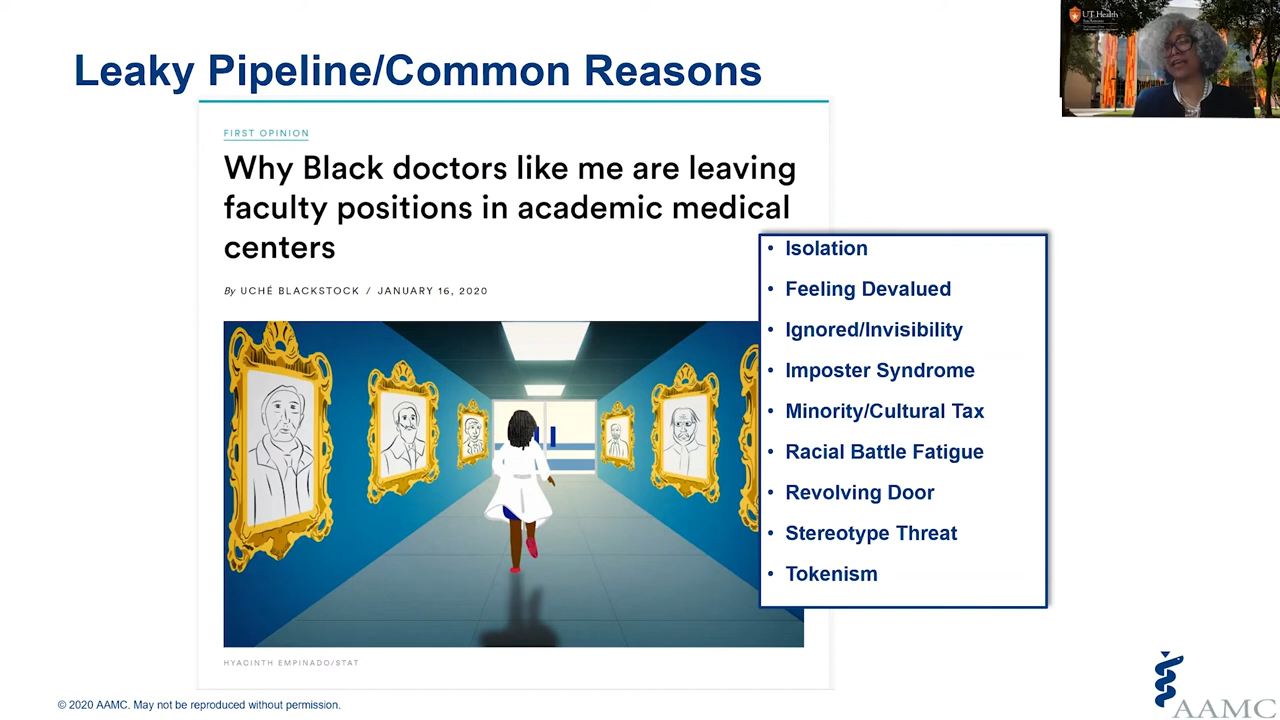 Leaky Pipeline/Common Reasons
UT Health
FIRST OPINION
Why Black doctors like me are leaving
faculty positions in academic medical
centers
By UCHÉ BLACKSTOCK / JANUARY 16, 2020
• Isolation
• Feeling Devalued
• Ignored/Invisibility
• Imposter Syndrome
• Minority/Cultural Tax
• Racial Battle Fatigue
• Revolving Door
• Stereotype Threat
• Tokenism
HYACINTH EMPINADO/STAT
© 2020 AAMC. May not be reproduced without permission.
AAMC